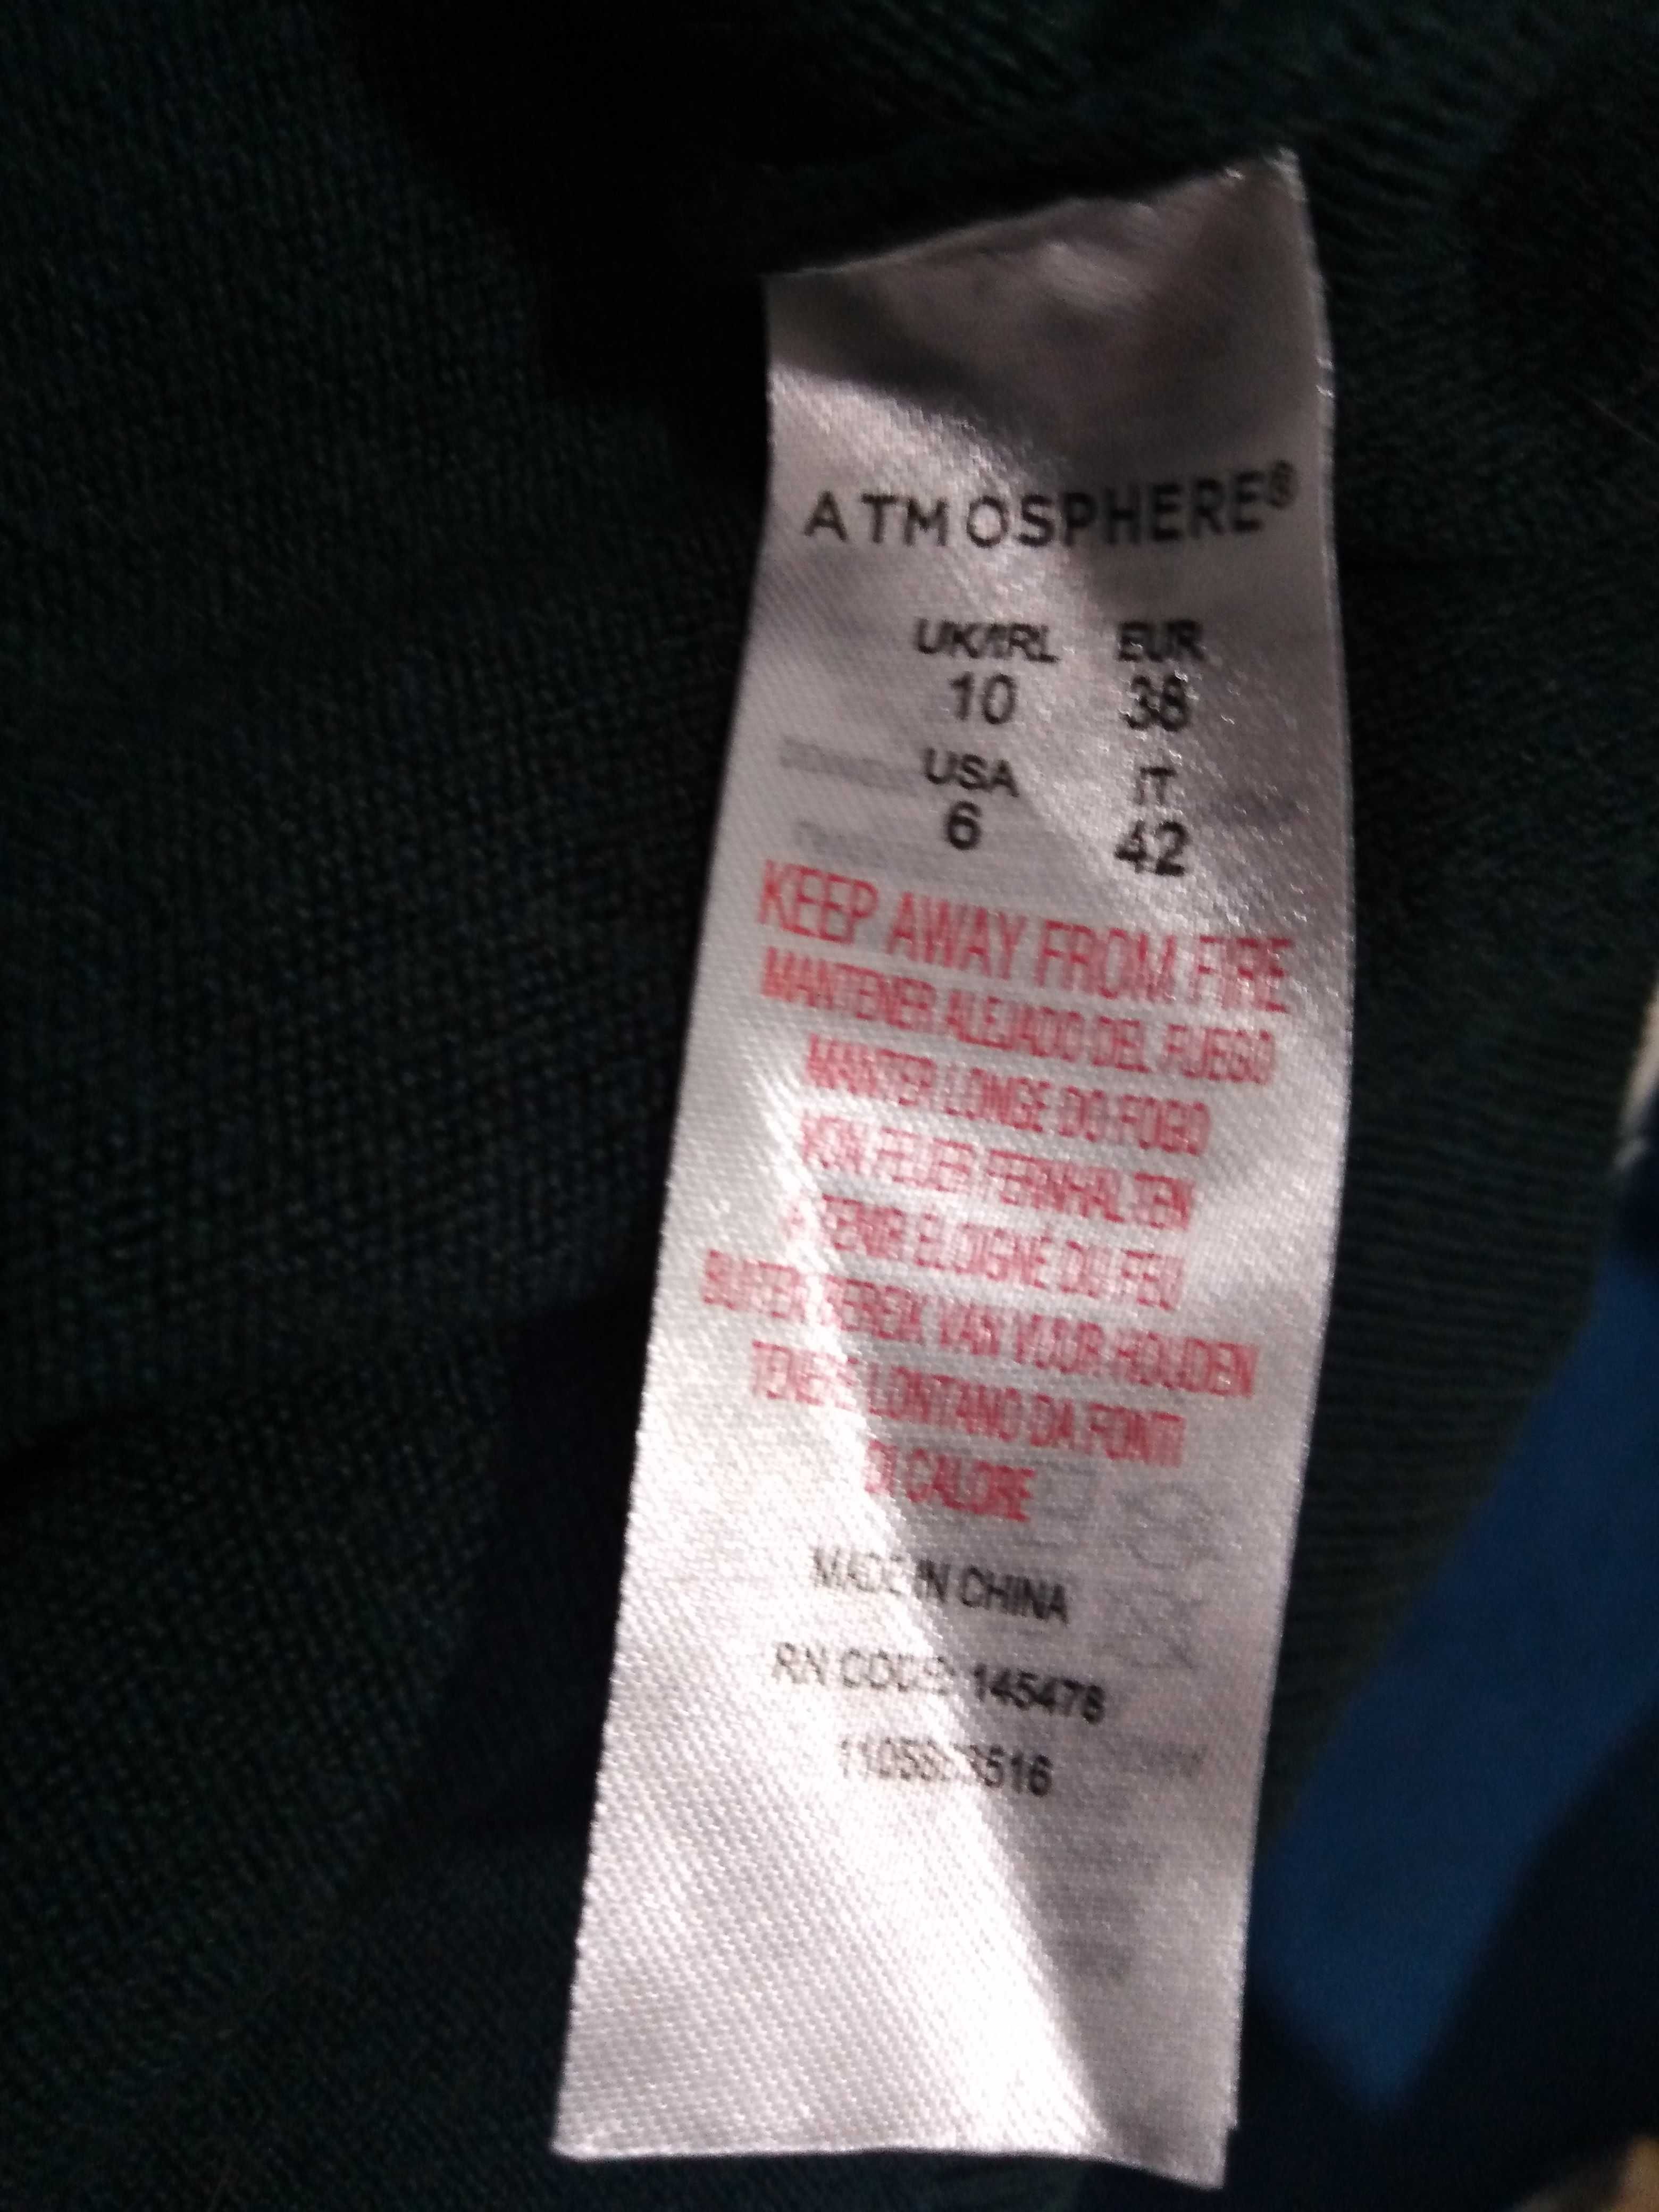 ATMOSPHERE®
UK/IRL EUR
10 38
USA IT
6 42
KEEP AWAY FROM FIRE
MANTENER ALEJADO DEL FUEGO
MANTER LONGE DO FOGO
VON FEUER FERNHALTEN
A TENIR ELOIGNÉ DU FEU
BUITEN BEREIK VAN VUUR HOUDEN
TENERE LONTANO DA FONTI
DI CALORE
MADE IN CHINA
RN CODE: 145478